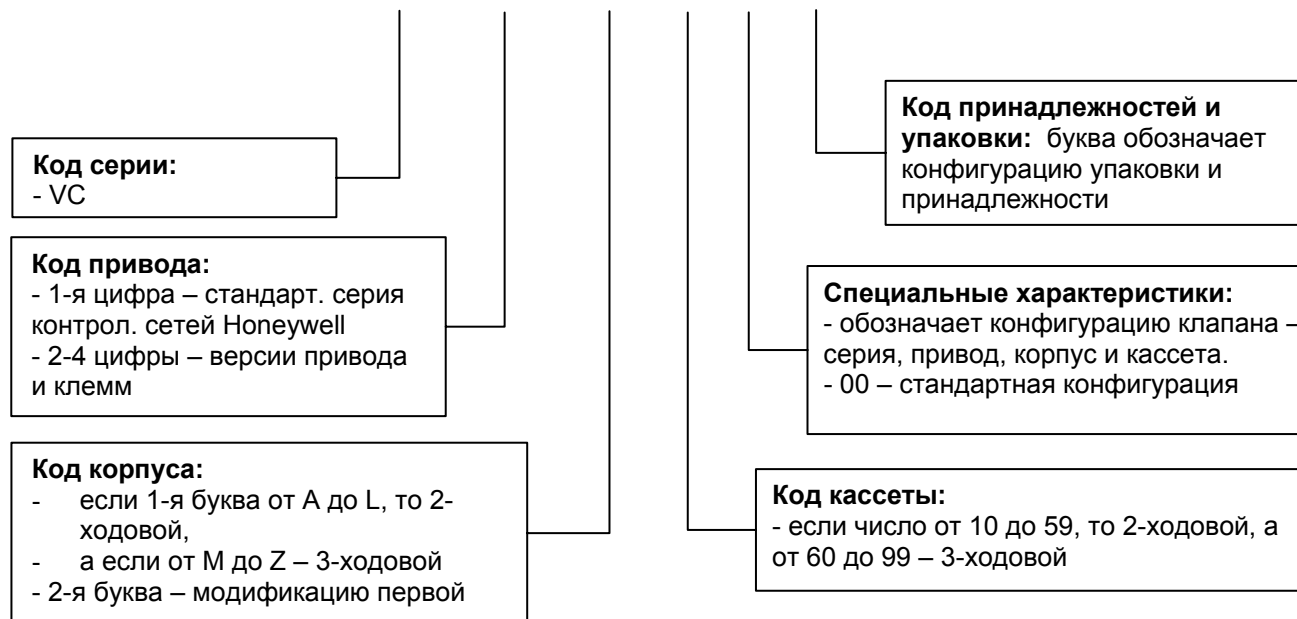 Код серии:
- VC
Код привода:
- 1-я цифра – стандарт. серия
контрол. сетей Honeywell
- 2-4 цифры – версии привода
и клемм
Код корпуса:
- если 1-я буква от A до L, то 2-
ходовой,
- а если от M до Z – 3-ходовой
- 2-я буква – модификацию первой
Код принадлежностей и
упаковки: буква обозначает
конфигурацию упаковки и
принадлежности
Специальные характеристики:
- обозначает конфигурацию клапана –
серия, привод, корпус и кассета.
- 00 – стандартная конфигурация
Код кассеты:
- если число от 10 до 59, то 2-ходовой, а
от 60 до 99 – 3-ходовой